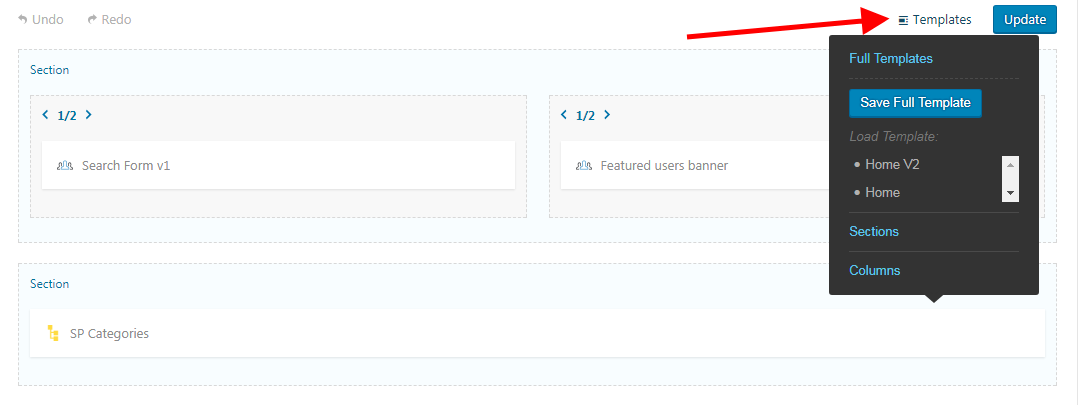 Undo Redo Templates Update
Section
1/2 1/2
Search Form v1 Featured users banner
Section
SP Categories
Full Templates
Save Full Template
Load Template:
Home V2
Home
Sections
Columns